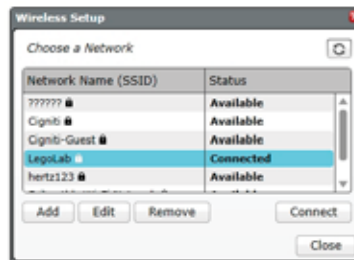 Wireless Setup
Choose a Network
Network Name (SSID) Status
?????? Available
Cigniti Available
Cigniti-Guest Available
LegoLab Connected
hertz123 Available
Add Edit Remove Connect
Close